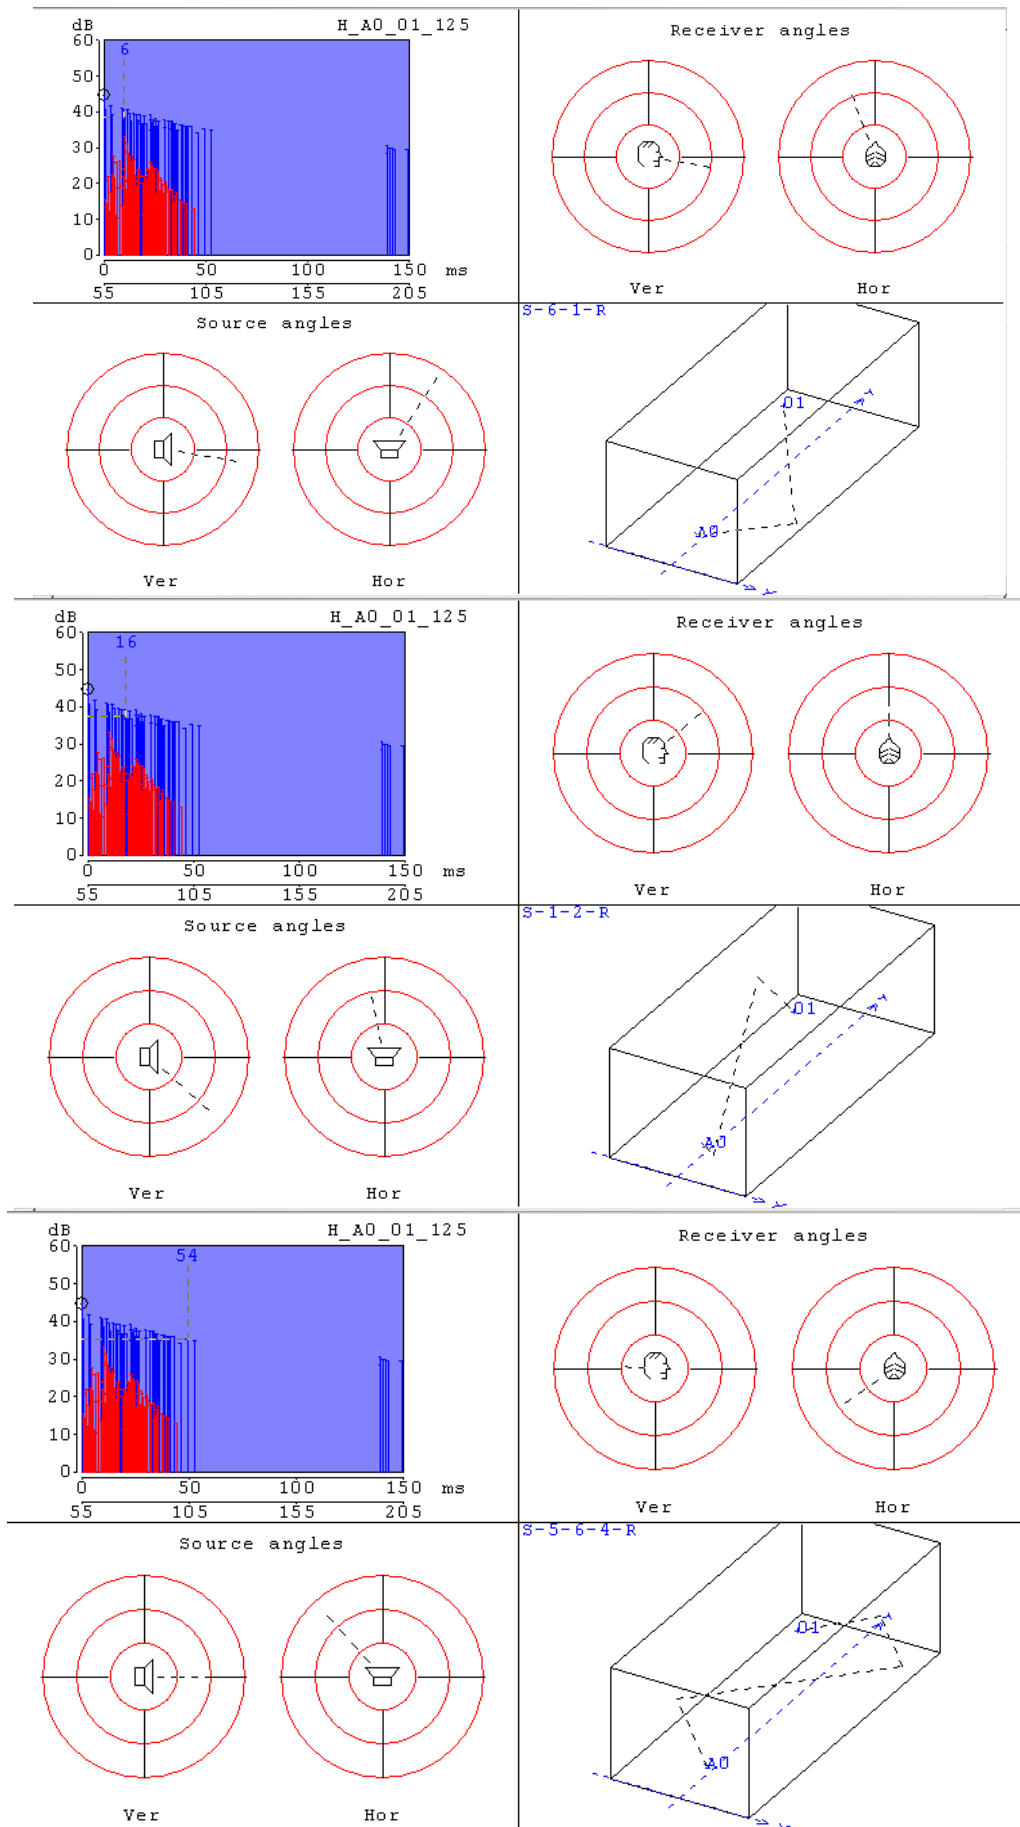 dB H_A0_01_125
60
6
50
40
30
20
10
0
0 50 100 150 ms
55 105 155 205
Receiver angles
Ver Hor
Source angles
Ver Hor
S-6-1-R
01
A0
Y
dB H_A0_01_125
60
16
50
40
30
20
10
0
0 50 100 150 ms
55 105 155 205
Receiver angles
Ver Hor
Source angles
Ver Hor
S-1-2-R
01
A0
dB H_A0_01_125
60
54
50
40
30
20
10
0
0 50 100 150 ms
55 105 155 205
Receiver angles
Ver Hor
Source angles
Ver Hor
S-5-6-4-R
01
A0